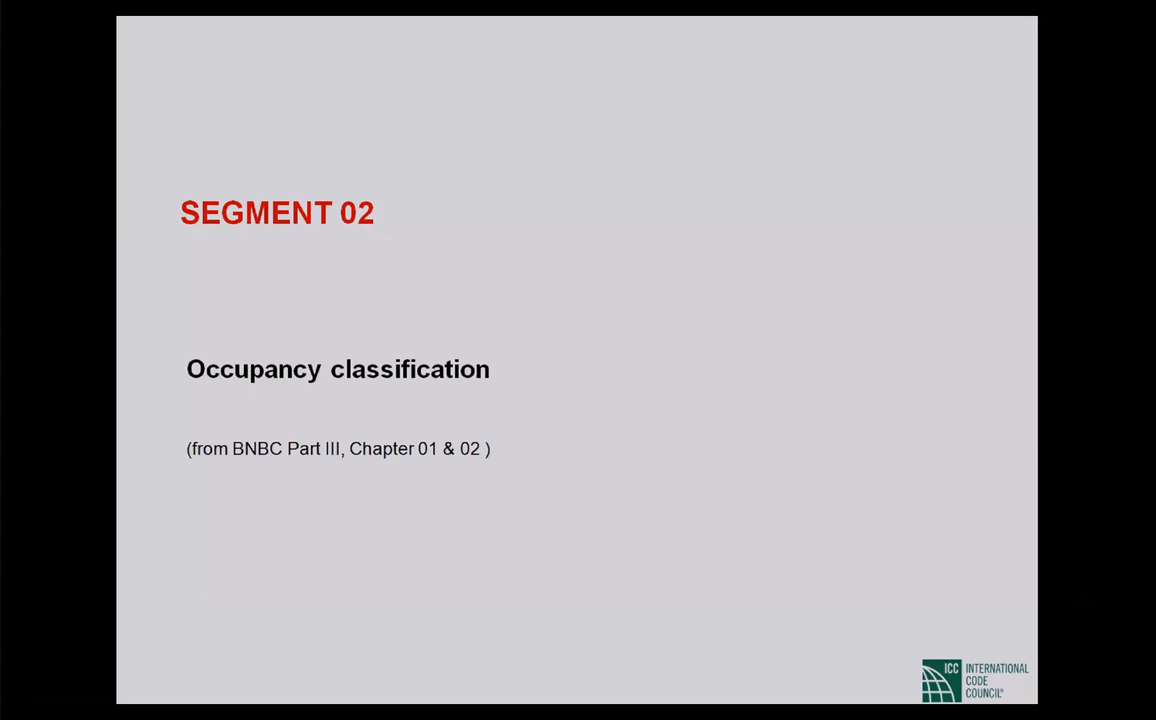 SEGMENT 02
Occupancy classification
(from BNBC Part III, Chapter 01 & 02 )
ICC INTERNATIONAL
CODE
COUNCIL®